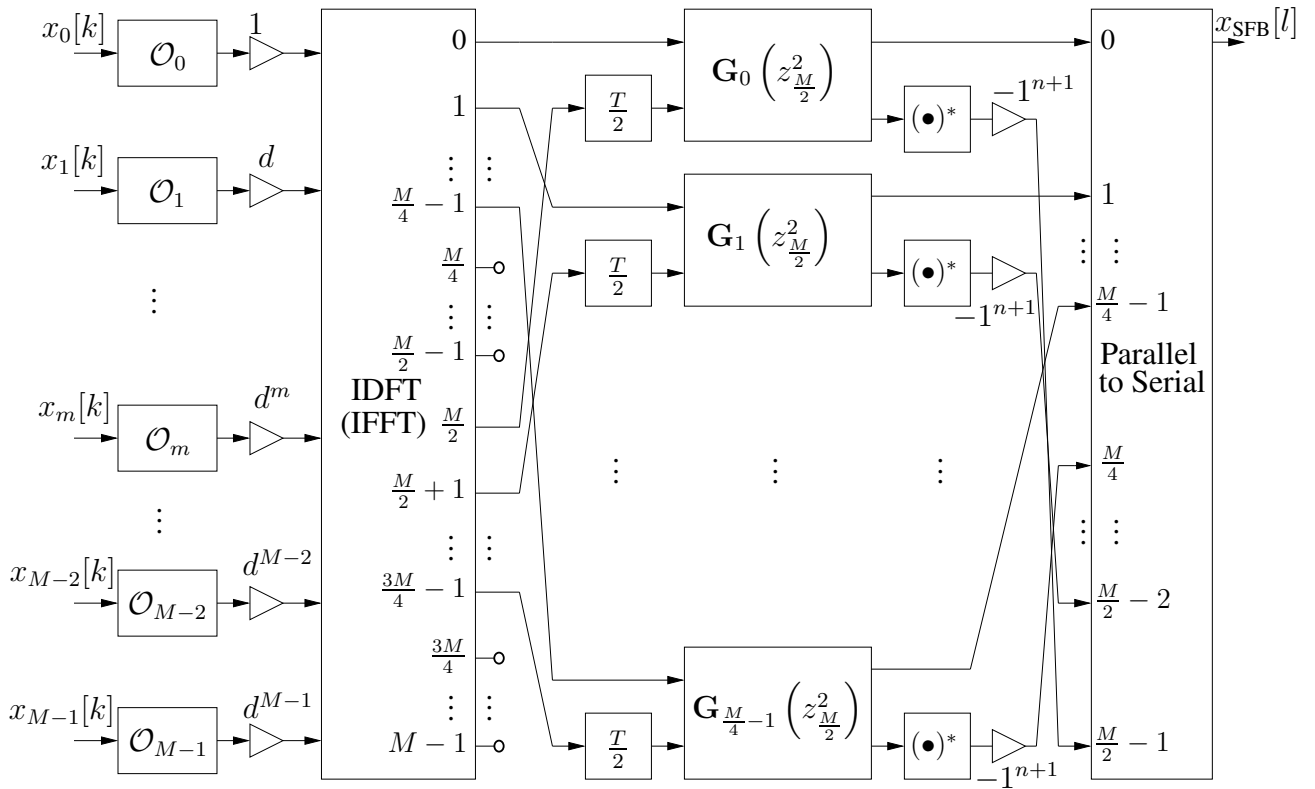 x_0[k]
𝒪_0
1
x_1[k]
𝒪_1
d
⋮
x_m[k]
𝒪_m
d^m
⋮
x_{M−2}[k]
𝒪_{M−2}
d^{M−2}
x_{M−1}[k]
𝒪_{M−1}
d^{M−1}
IDFT
(IFFT)
0
1
⋮ ⋮
M/4 − 1
M/4
⋮ ⋮
M/2 − 1
M/2
M/2 + 1
⋮ ⋮
3M/4 − 1
3M/4
⋮ ⋮
M − 1
T/2
G_0 (z^2_{M/2})
(•)*
−1^{n+1}
T/2
G_1 (z^2_{M/2})
(•)*
−1^{n+1}
⋮ ⋮ ⋮
T/2
G_{M/4−1} (z^2_{M/2})
(•)*
−1^{n+1}
0
1
⋮ ⋮
M/4 − 1
Parallel
to Serial
M/4
⋮ ⋮
M/2 − 2
M/2 − 1
x_SFB[l]